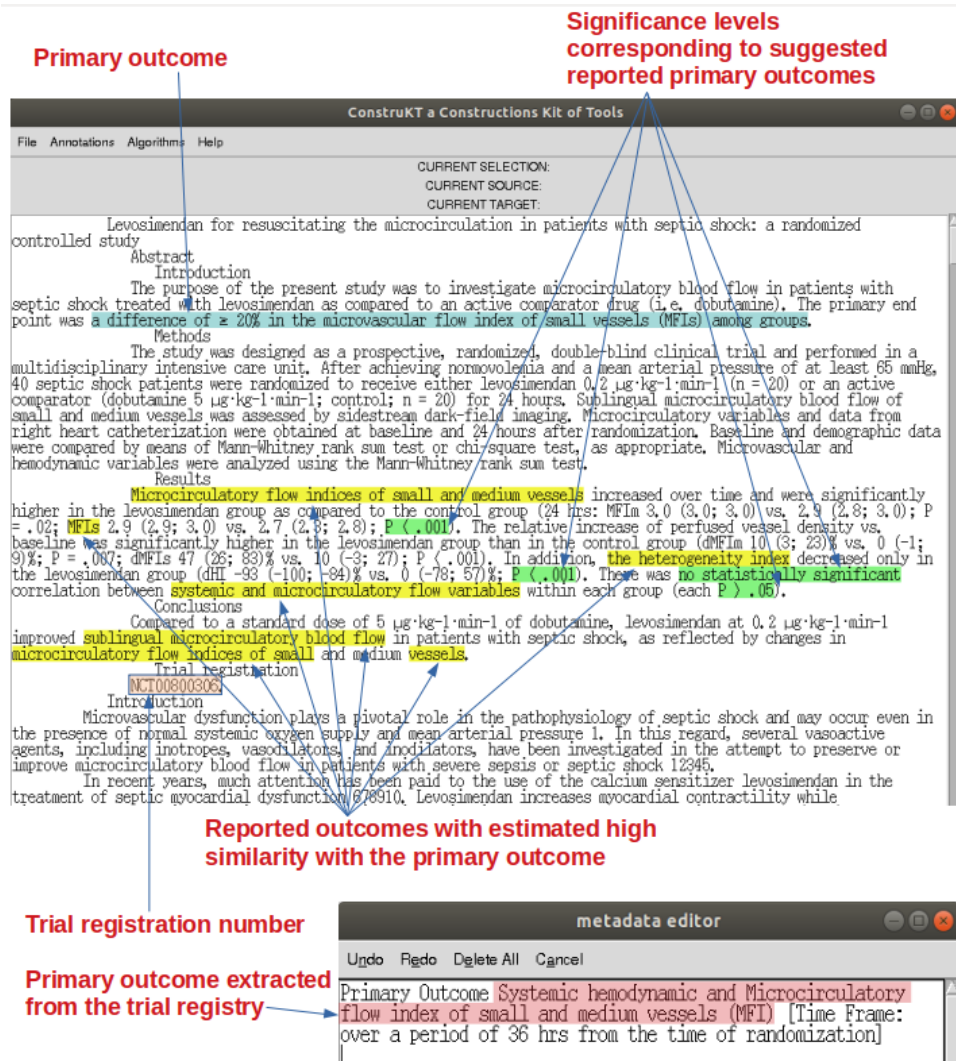 Significance levels
corresponding to suggested
reported primary outcomes
Primary outcome
ConstruKT a Constructions Kit of Tools
File Annotations Algorithms Help
CURRENT SELECTION:
CURRENT SOURCE:
CURRENT TARGET:
Levosimendan for resuscitating the microcirculation in patients with septic shock: a randomized
controlled study
Abstract
Introduction
The purpose of the present study was to investigate microcirculatory blood flow in patients with
septic shock treated with levosimendan as compared to an active comparator drug (i.e. dobutamine). The primary end
point was a difference of ≥ 20% in the microvascular flow index of small vessels (MFIs) among groups.
Methods
The study was designed as a prospective, randomized, double-blind clinical trial and performed in a
multidisciplinary intensive care unit. After achieving normovolemia and a mean arterial pressure of at least 65 mmHg,
40 septic shock patients were randomized to receive either levosimendan 0.2 μg·kg-1·min-1 (n = 20) or an active
comparator (dobutamine 5 μg·kg-1·min-1; control; n = 20) for 24 hours. Sublingual microcirculatory blood flow of
small and medium vessels was assessed by sidestream dark-field imaging. Microcirculatory variables and data from
right heart catheterization were obtained at baseline and 24 hours after randomization. Baseline and demographic data
were compared by means of Mann-Whitney rank sum test or chi-square test, as appropriate. Microvascular and
hemodynamic variables were analyzed using the Mann-Whitney rank sum test.
Results
Microcirculatory flow indices of small and medium vessels increased over time and were significantly
higher in the levosimendan group as compared to the control group (24 hrs: MFIm 3.0 (3.0; 3.0) vs. 2.9 (2.8; 3.0); P
= .02; MFIs 2.9 (2.9; 3.0) vs. 2.7 (2.3; 2.8); P < .001). The relative increase of perfused vessel density vs.
baseline was significantly higher in the levosimendan group than in the control group (dMFIm 10 (3; 23)% vs. 0 (-1;
9)%; P = .007; dMFIs 47 (26; 83)% vs. 10 (-3; 27); P < .001). In addition, the heterogeneity index decreased only in
the levosimendan group (dHI -93 (-100; -84)% vs. 0 (-78; 57)%; P < .001). There was no statistically significant
correlation between systemic and microcirculatory flow variables within each group (each P > .05).
Conclusions
Compared to a standard dose of 5 μg·kg-1·min-1 of dobutamine, levosimendan at 0.2 μg·kg-1·min-1
improved sublingual microcirculatory blood flow in patients with septic shock, as reflected by changes in
microcirculatory flow indices of small and medium vessels.
Trial registration
NCT00800306.
Introduction
Microvascular dysfunction plays a pivotal role in the pathophysiology of septic shock and may occur even in
the presence of normal systemic oxygen supply and mean arterial pressure 1. In this regard, several vasoactive
agents, including inotropes, vasodilators, and inodilators, have been investigated in the attempt to preserve or
improve microcirculatory blood flow in patients with severe sepsis or septic shock 12345.
In recent years, much attention has been paid to the use of the calcium sensitizer levosimendan in the
treatment of septic myocardial dysfunction 678910. Levosimendan increases myocardial contractility while
Reported outcomes with estimated high
similarity with the primary outcome
Trial registration number
metadata editor
Undo Redo Delete All Cancel
Primary outcome extracted
from the trial registry
Primary Outcome Systemic hemodynamic and Microcirculatory
flow index of small and medium vessels (MFI) [Time Frame:
over a period of 36 hrs from the time of randomization]